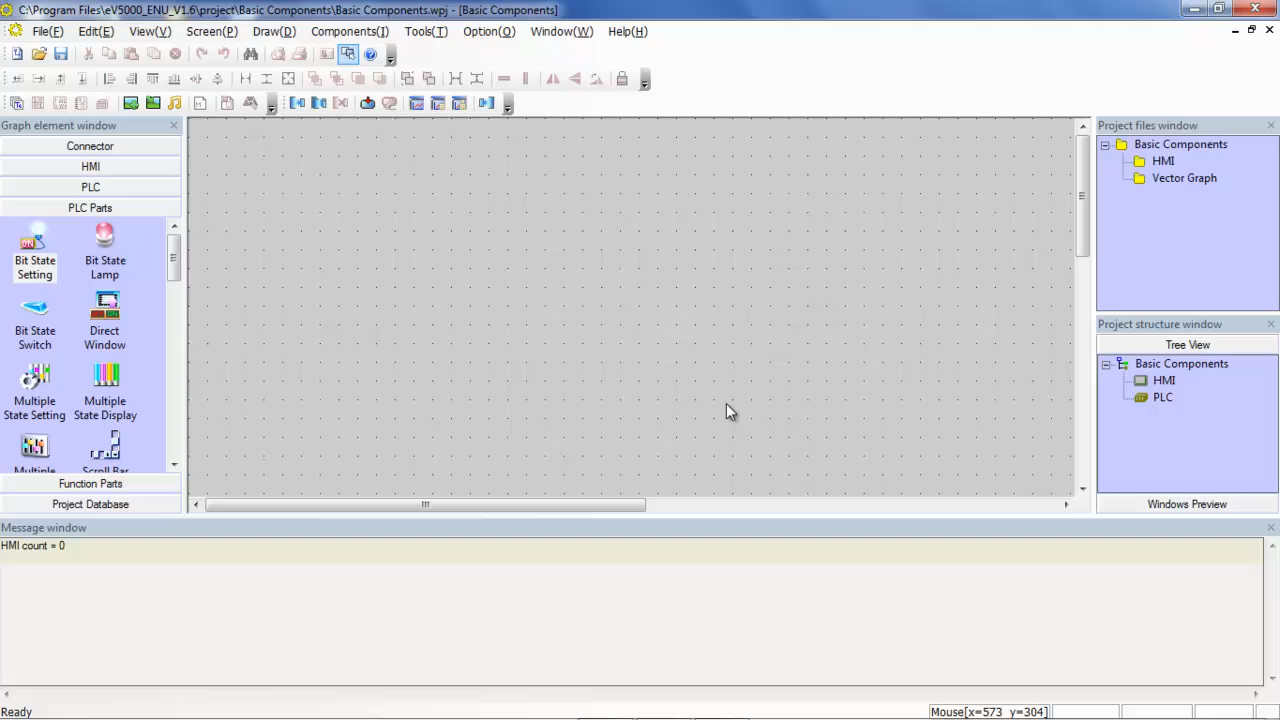 C:\Program Files\eV5000_ENU_V1.6\project\Basic Components\Basic Components.wpj - [Basic Components]
File(F) Edit(E) View(V) Screen(P) Draw(D) Components(I) Tools(T) Option(O) Window(W) Help(H)
Graph element window
Connector
HMI
PLC
PLC Parts
Bit State Setting
Bit State Lamp
Bit State Switch
Direct Window
Multiple State Setting
Multiple State Display
Multiple
Scroll Bar
Function Parts
Project Database
Project files window
Basic Components
HMI
Vector Graph
Project structure window
Tree View
Basic Components
HMI
PLC
Windows Preview
Message window
HMI count = 0
Ready
Mouse[x=573 y=304]